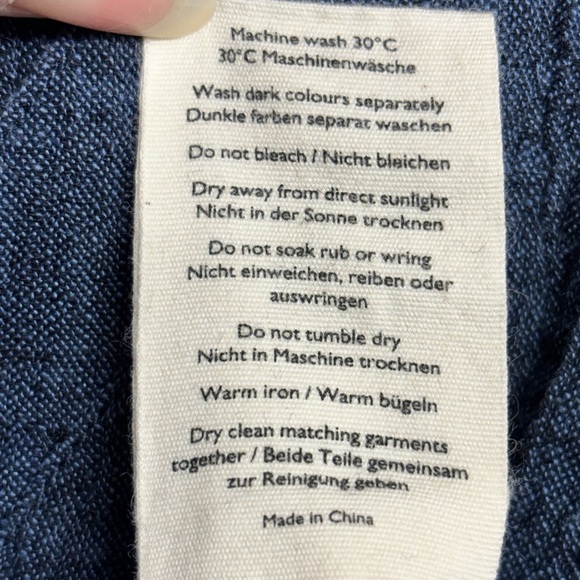 Machine wash 30°C
30°C Maschinenwäsche
Wash dark colours separately
Dunkle farben separat waschen
Do not bleach / Nicht bleichen
Dry away from direct sunlight
Nicht in der Sonne trocknen
Do not soak rub or wring
Nicht einweichen, reiben oder
auswringen
Do not tumble dry
Nicht in Maschine trocknen
Warm iron / Warm bügeln
Dry clean matching garments
together / Beide Teile gemeinsam
zur Reinigung geben
Made in China